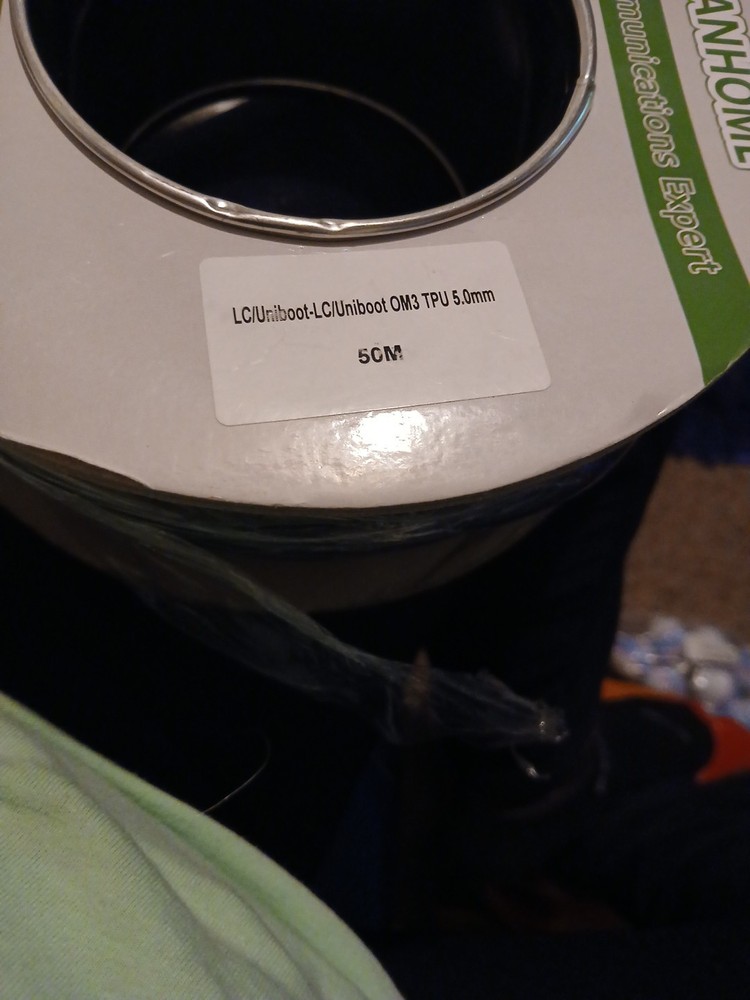 ANHOME
munications Expert
LC/Uniboot-LC/Uniboot OM3 TPU 5.0mm
50M